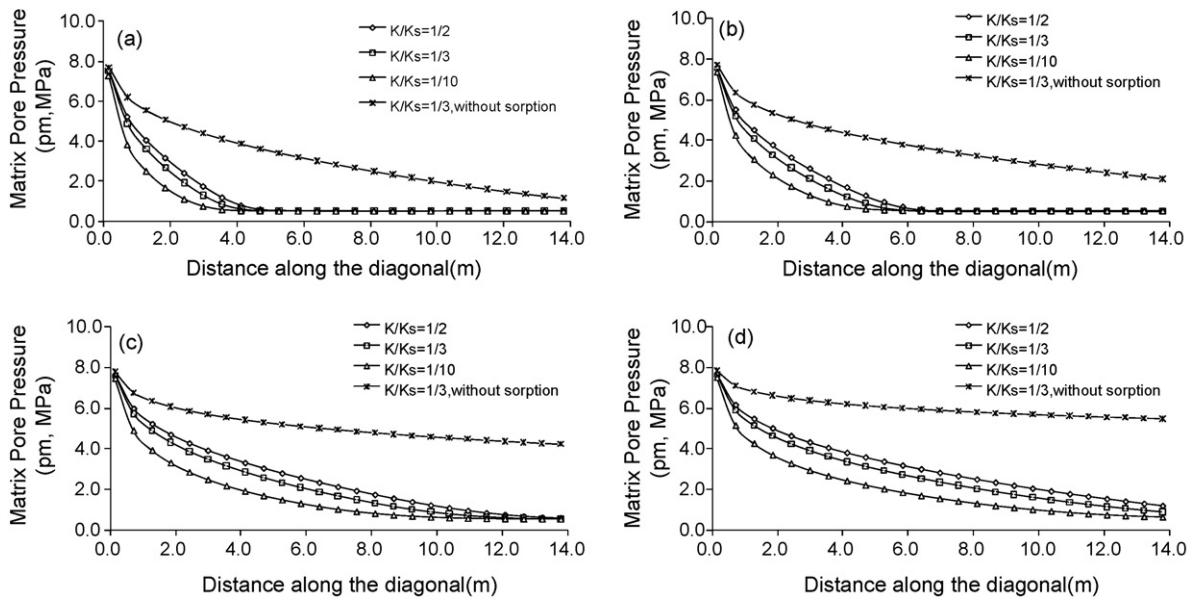 (a)
K/Ks=1/2
K/Ks=1/3
K/Ks=1/10
K/Ks=1/3,without sorption
Matrix Pore Pressure
(pm,MPa)
10.0
8.0
6.0
4.0
2.0
0.0
0.0 2.0 4.0 6.0 8.0 10.0 12.0 14.0
Distance along the diagonal(m)
(b)
K/Ks=1/2
K/Ks=1/3
K/Ks=1/10
K/Ks=1/3,without sorption
Matrix Pore Pressure
(pm, MPa)
10.0
8.0
6.0
4.0
2.0
0.0
0.0 2.0 4.0 6.0 8.0 10.0 12.0 14.0
Distance along the diagonal(m)
(c)
K/Ks=1/2
K/Ks=1/3
K/Ks=1/10
K/Ks=1/3,without sorption
Matrix Pore Pressure
(pm, MPa)
10.0
8.0
6.0
4.0
2.0
0.0
0.0 2.0 4.0 6.0 8.0 10.0 12.0 14.0
Distance along the diagonal(m)
(d)
K/Ks=1/2
K/Ks=1/3
K/Ks=1/10
K/Ks=1/3,without sorption
Matrix Pore Pressure
(pm, MPa)
10.0
8.0
6.0
4.0
2.0
0.0
0.0 2.0 4.0 6.0 8.0 10.0 12.0 14.0
Distance along the diagonal(m)